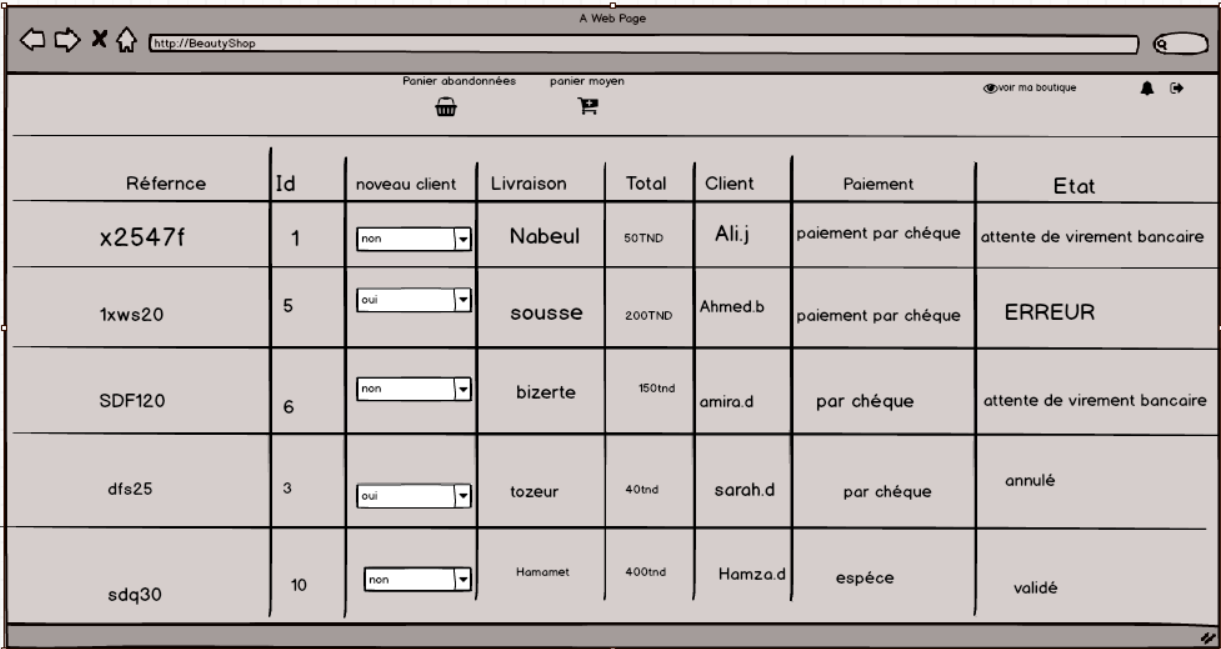 A Web Page
http://BeautyShop
Panier abandonnées panier moyen voir ma boutique
Réfernce Id noveau client Livraison Total Client Paiement Etat
x2547f 1 non Nabeul 50TND Ali.j paiement par chéque attente de virement bancaire
1xws20 5 oui sousse 200TND Ahmed.b paiement par chéque ERREUR
SDF120 6 non bizerte 150tnd amira.d par chéque attente de virement bancaire
dfs25 3 oui tozeur 40tnd sarah.d par chéque annulé
sdq30 10 non Hamamet 400tnd Hamza.d espéce validé